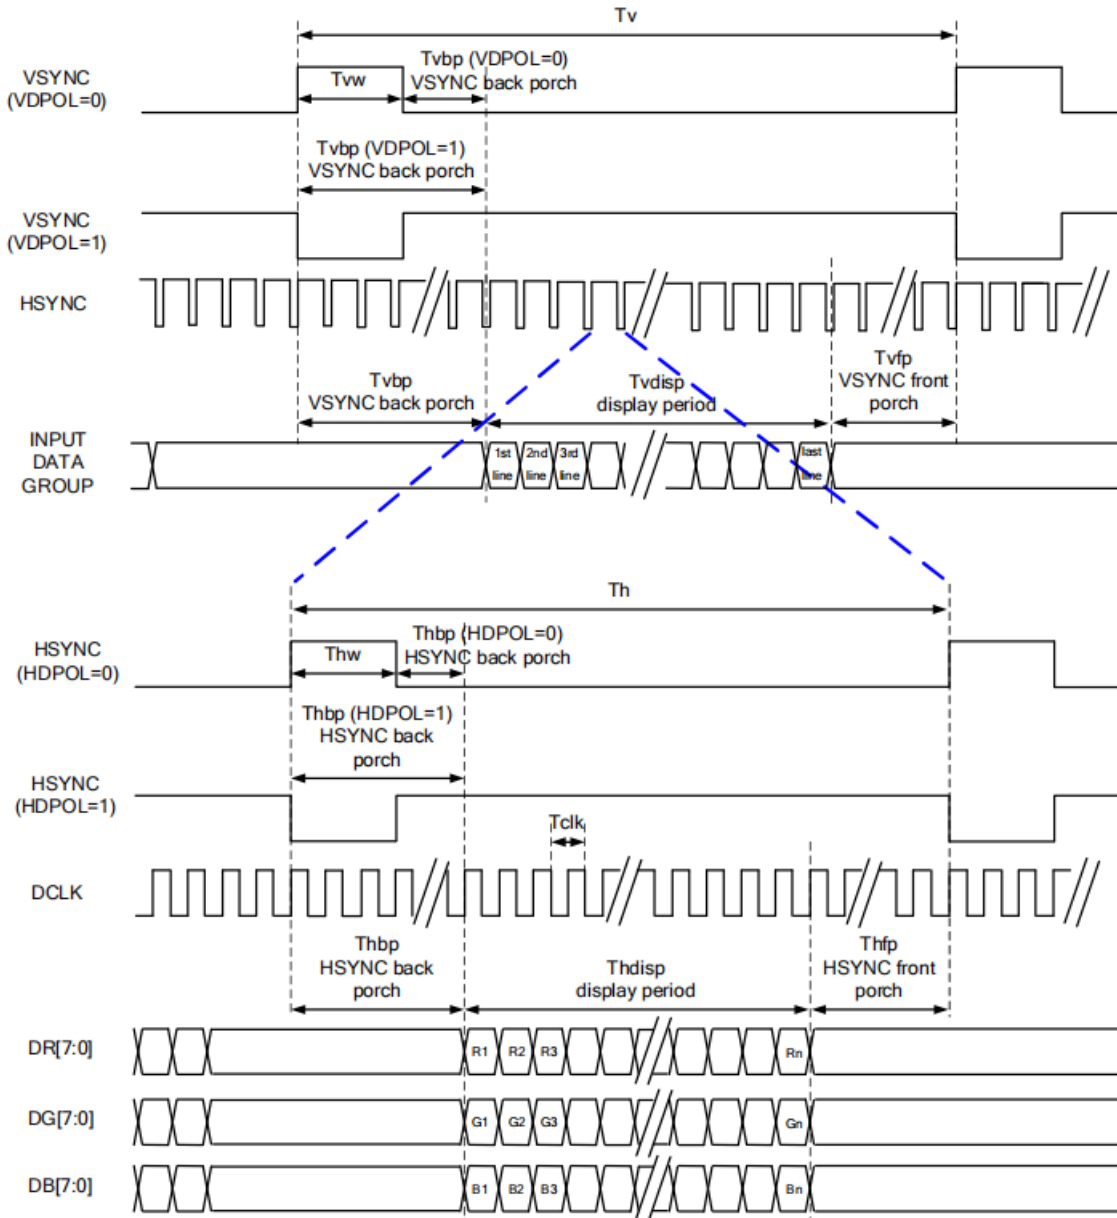 Tv
VSYNC
(VDPOL=0)
Tvw
Tvbp (VDPOL=0)
VSYNC back porch
Tvbp (VDPOL=1)
VSYNC back porch
VSYNC
(VDPOL=1)
HSYNC
Tvbp
VSYNC back porch
Tvdisp
display period
Tvfp
VSYNC front
porch
INPUT
DATA
GROUP
1st
line
2nd
line
3rd
line
last
line
Th
HSYNC
(HDPOL=0)
Thw
Thbp (HDPOL=0)
HSYNC back porch
Thbp (HDPOL=1)
HSYNC back
porch
HSYNC
(HDPOL=1)
Tclk
DCLK
Thbp
HSYNC back
porch
Thdisp
display period
Thfp
HSYNC front
porch
DR[7:0]
R1 R2 R3 Rn
DG[7:0]
G1 G2 G3 Gn
DB[7:0]
B1 B2 B3 Bn